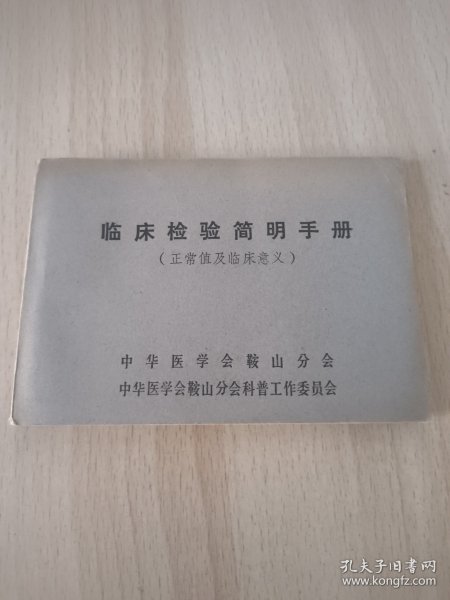 临床检验简明手册
（正常值及临床意义）
中华医学会鞍山分会
中华医学会鞍山分会科普工作委员会
孔夫子旧书网
www.kongfz.com